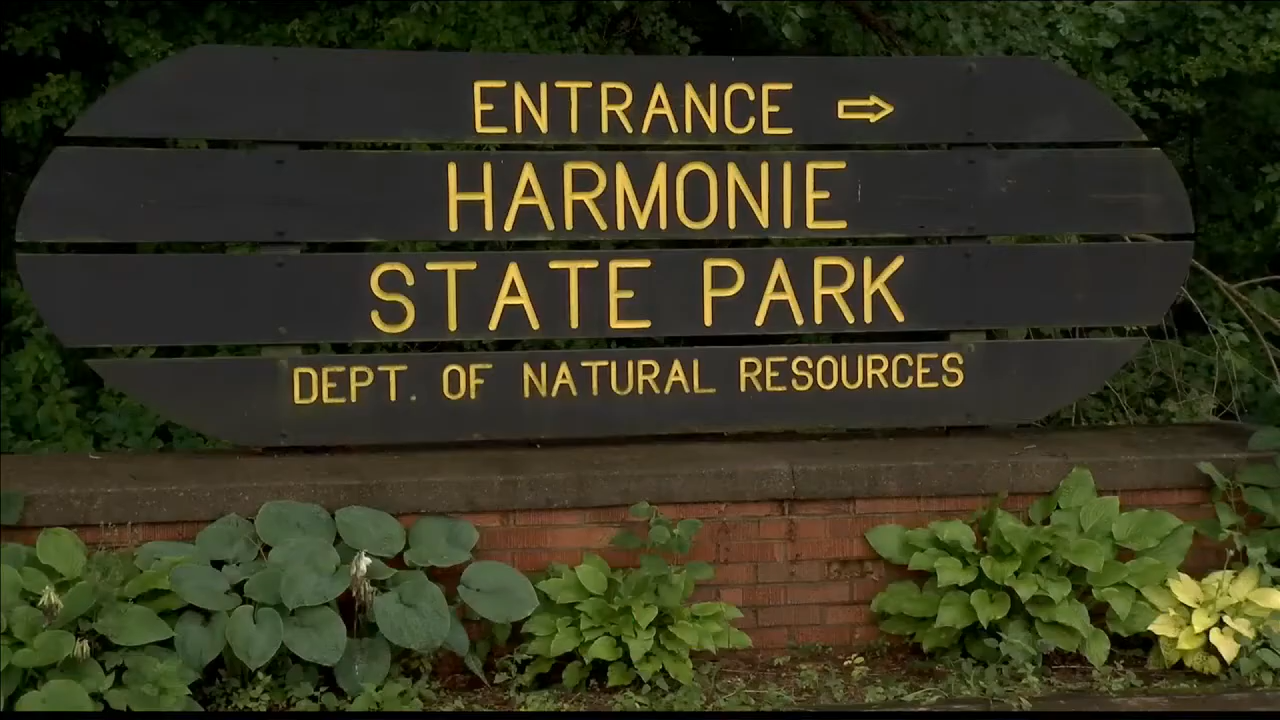 ENTRANCE ⇨
HARMONIE
STATE PARK
DEPT. OF NATURAL RESOURCES